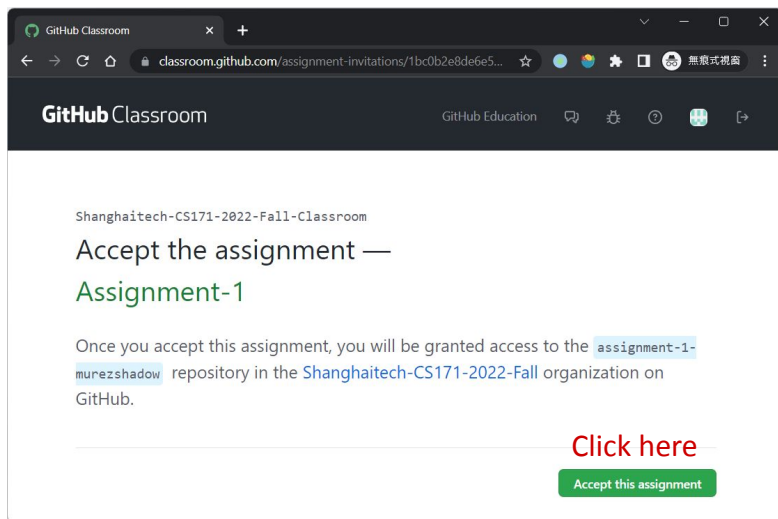 GitHub Classroom
classroom.github.com/assignment-invitations/1bc0b2e8de6e5...
無痕式視窗
GitHub Classroom
GitHub Education
Shanghaitech-CS171-2022-Fall-Classroom
Accept the assignment —
Assignment-1
Once you accept this assignment, you will be granted access to the assignment-1-
murezshadow repository in the Shanghaitech-CS171-2022-Fall organization on
GitHub.
Click here
Accept this assignment